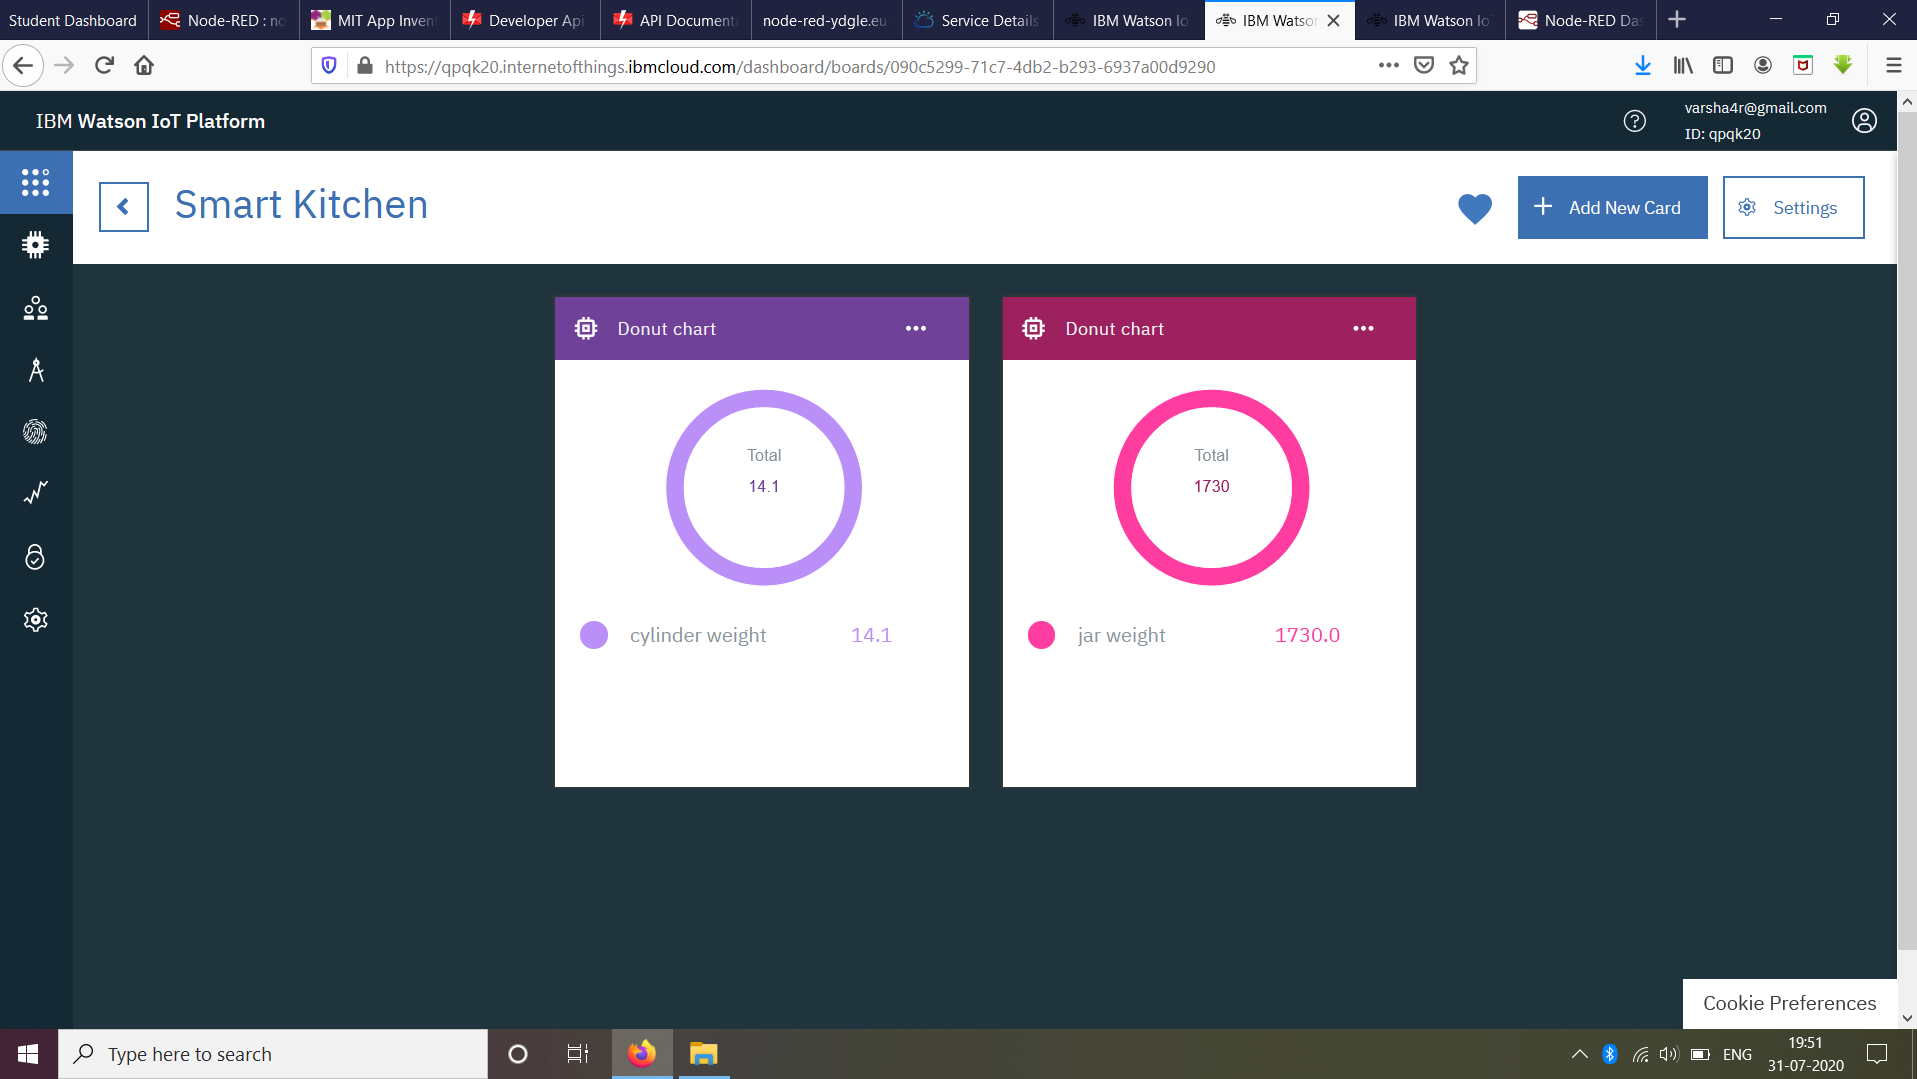 Student Dashboard
Node-RED : no
MIT App Inven
Developer Api
API Document
node-red-ydgle.eu-
Service Details
IBM Watson Io
IBM Watson
IBM Watson Io
Node-RED Das
https://qpqk20.internetofthings.ibmcloud.com/dashboard/boards/090c5299-71c7-4db2-b293-6937a00d9290
IBM Watson IoT Platform
varsha4r@gmail.com
ID: qpqk20
Smart Kitchen
Add New Card
Settings
Donut chart
Total
14.1
cylinder weight 14.1
Donut chart
Total
1730
jar weight 1730.0
Cookie Preferences
Type here to search
ENG
19:51
31-07-2020